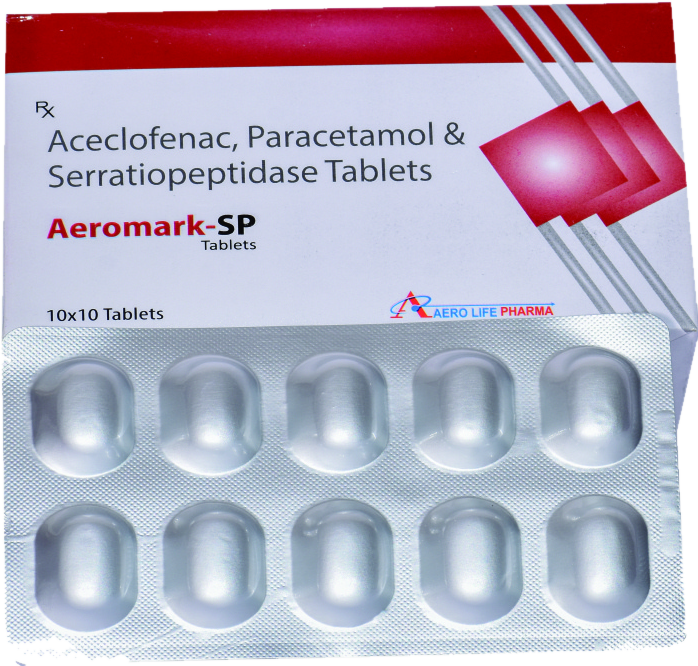 Rx
Aceclofenac, Paracetamol &
Serratiopeptidase Tablets
Aeromark-SP
Tablets
10x10 Tablets
AERO LIFE PHARMA